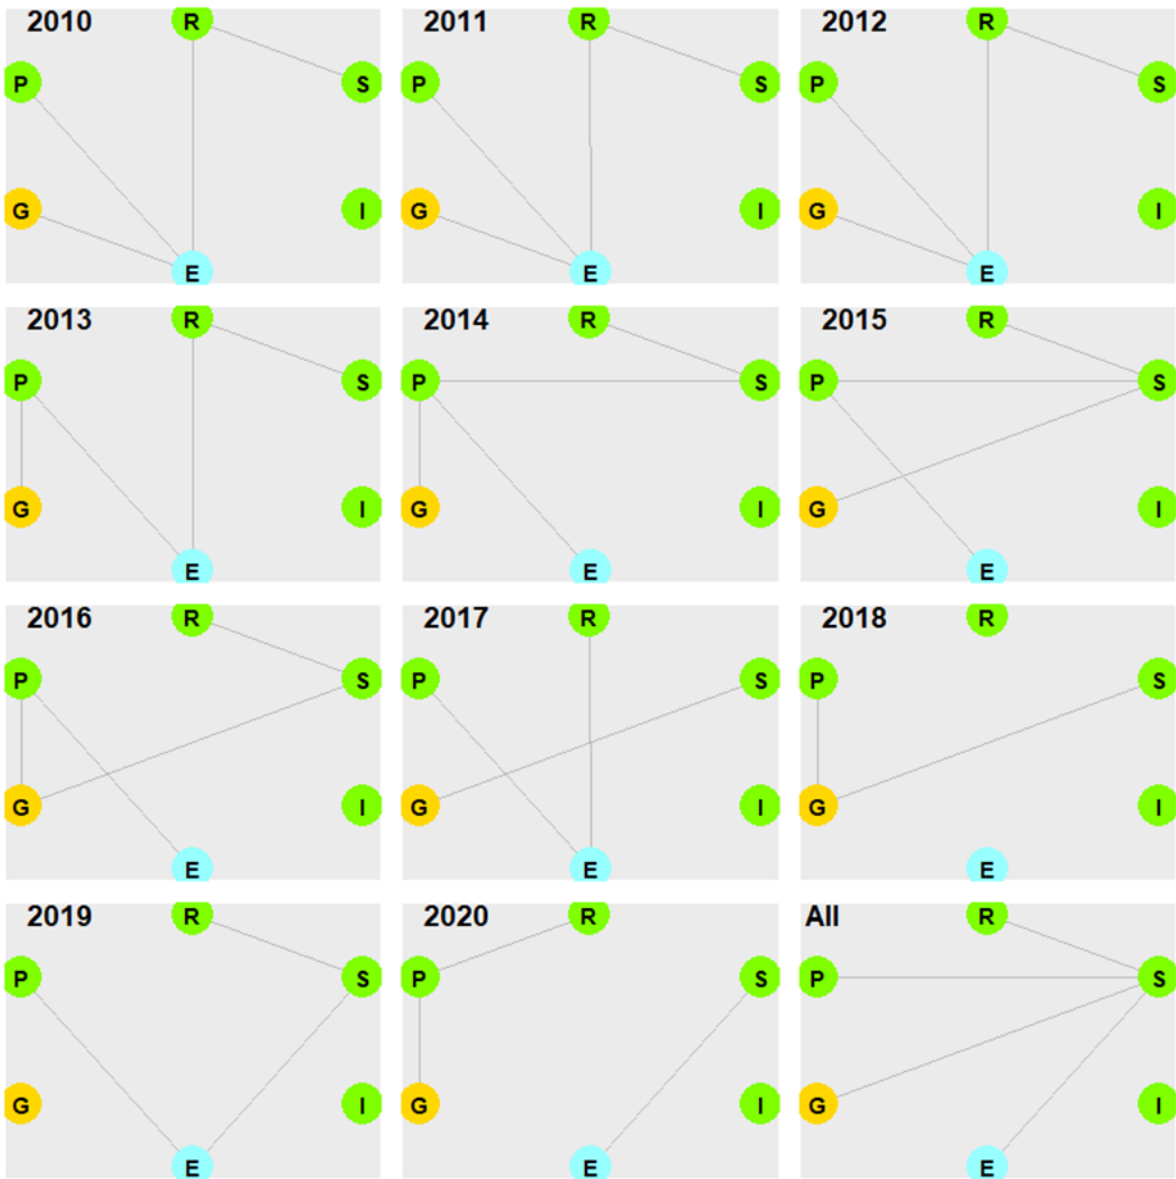 2010 R 2011 R 2012 R
P S P S P S
G I G I G I
E E E
2013 R 2014 R 2015 R
P S P S P S
G I G I G I
E E E
2016 R 2017 R 2018 R
P S P S P S
G I G I G I
E E E
2019 R 2020 R All R
P S P S P S
G I G I G I
E E E